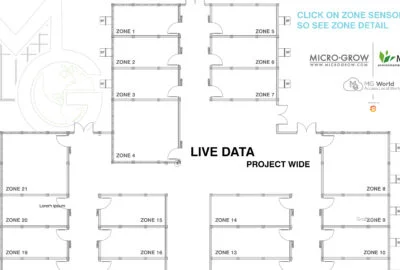 CLICK ON ZONE SENSOR
SO SEE ZONE DETAIL
MICRO-GROW
WWW.MICROGROW.COM
MG World
ZONE 1
ZONE 5
ZONE 2
ZONE 6
ZONE 3
ZONE 7
ZONE 4
LIVE DATA
PROJECT WIDE
ZONE 21
ZONE 8
Lorem ipsum
ZONE 20
ZONE 15
ZONE 14
ZONE 9
ZONE 19
ZONE 16
ZONE 13
ZONE 10